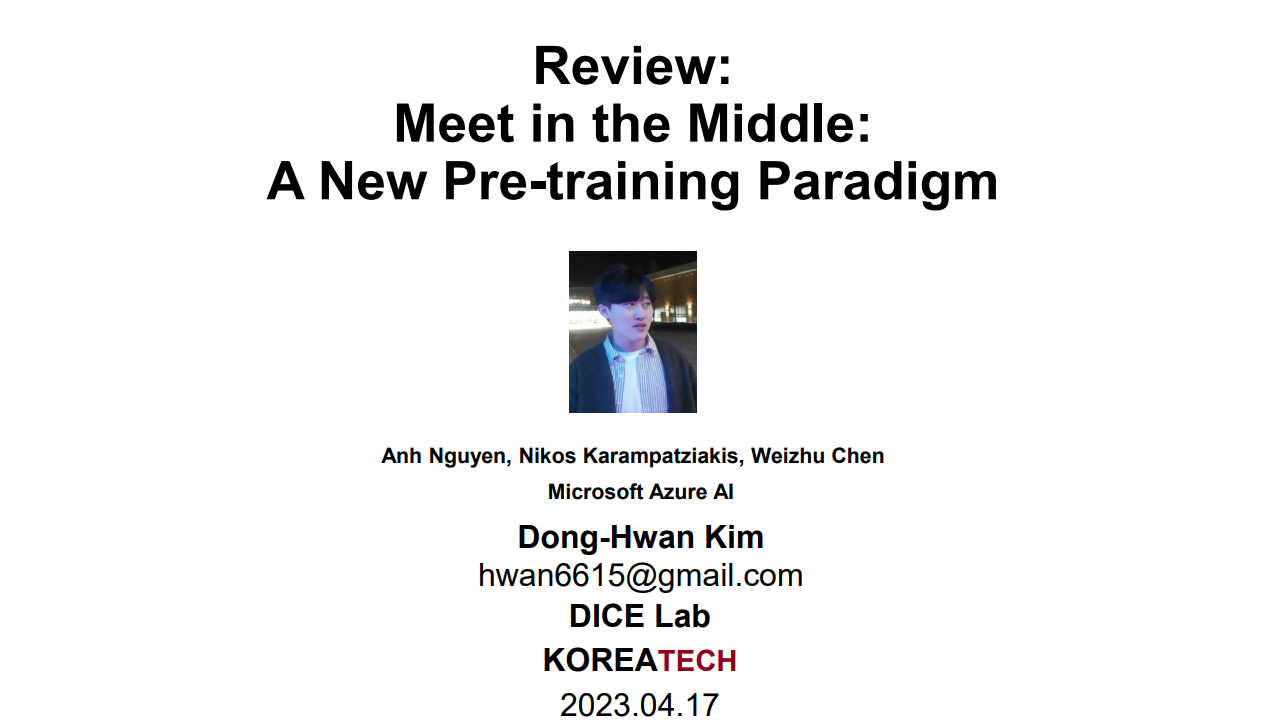 Review:
Meet in the Middle:
A New Pre-training Paradigm
Anh Nguyen, Nikos Karampatziakis, Weizhu Chen
Microsoft Azure AI
Dong-Hwan Kim
hwan6615@gmail.com
DICE Lab
KOREATECH
2023.04.17